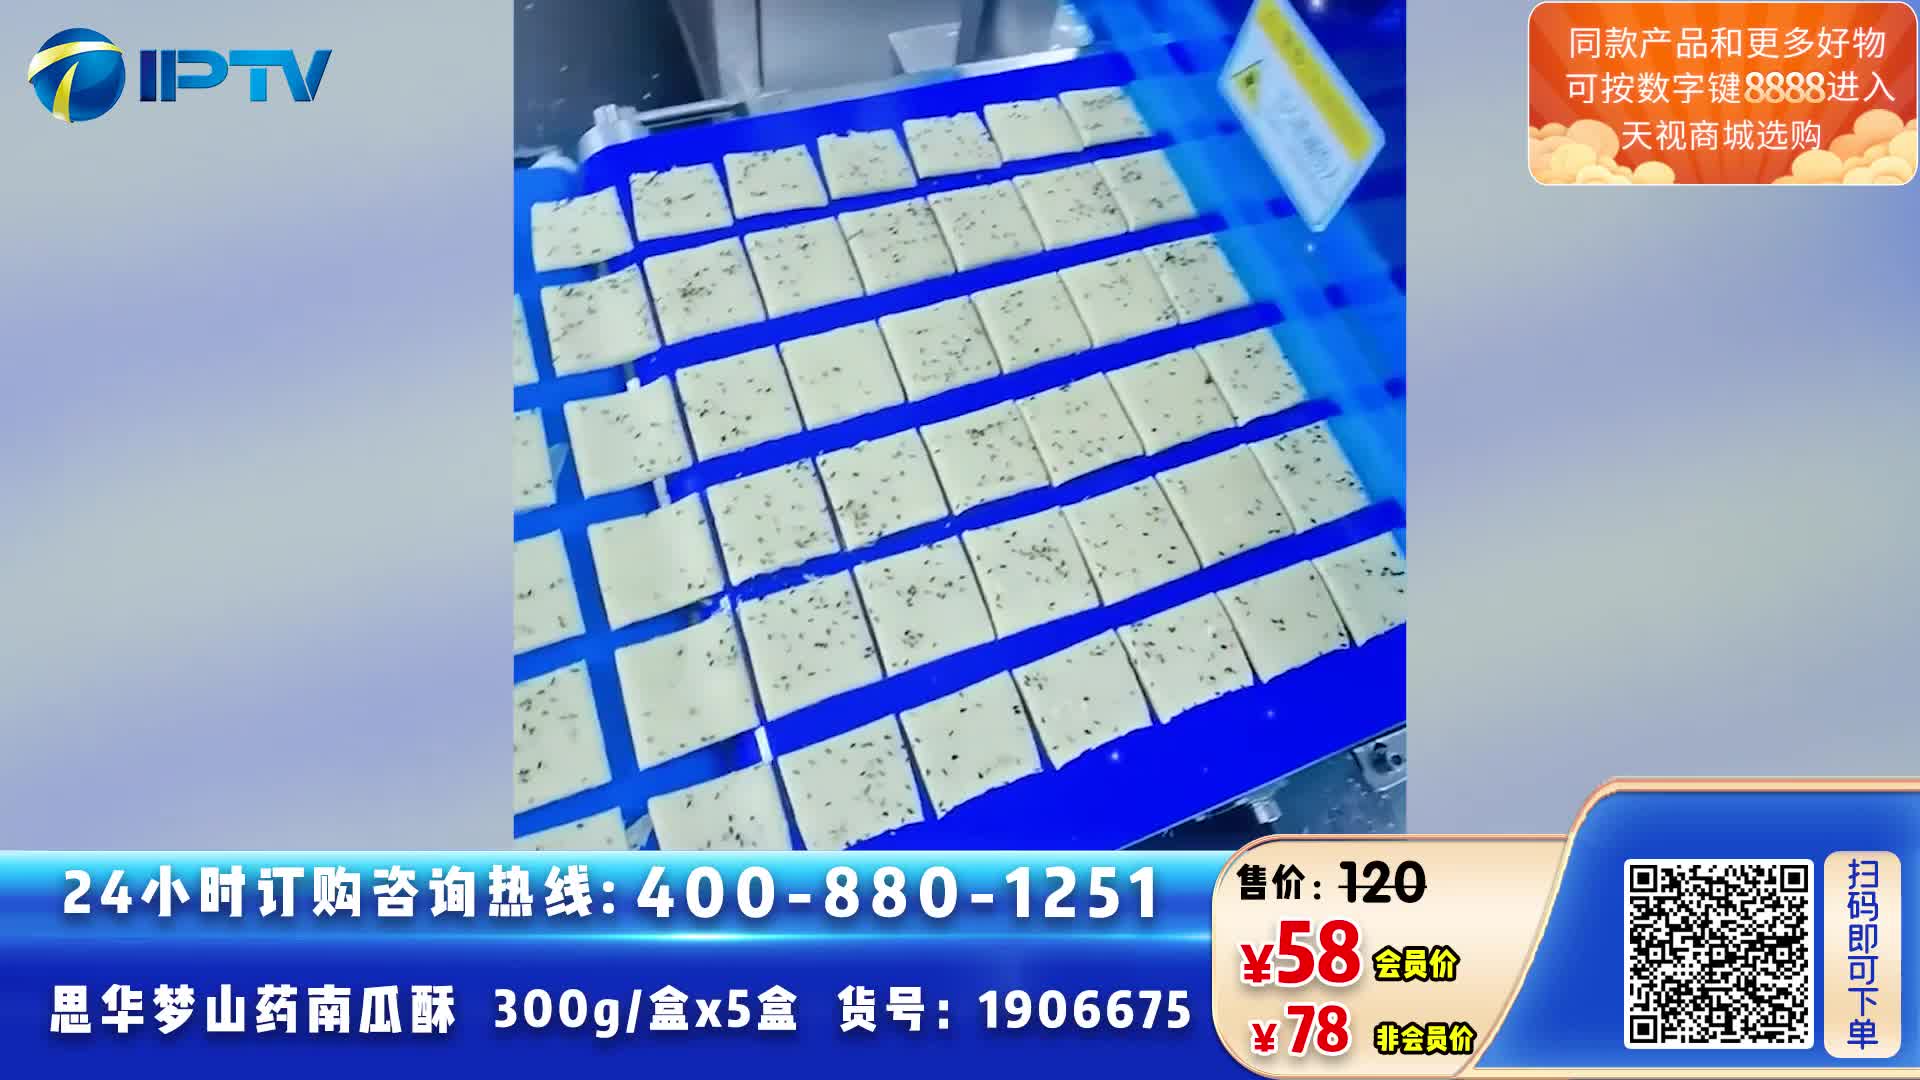 IPTV
同款产品和更多好物
可按数字键8888进入
天视商城选购
24小时订购咨询热线:400-880-1251
思华梦山药南瓜酥 300g/盒x5盒 货号：1906675
售价：120
¥58 会员价
¥78 非会员价
扫码即可下单